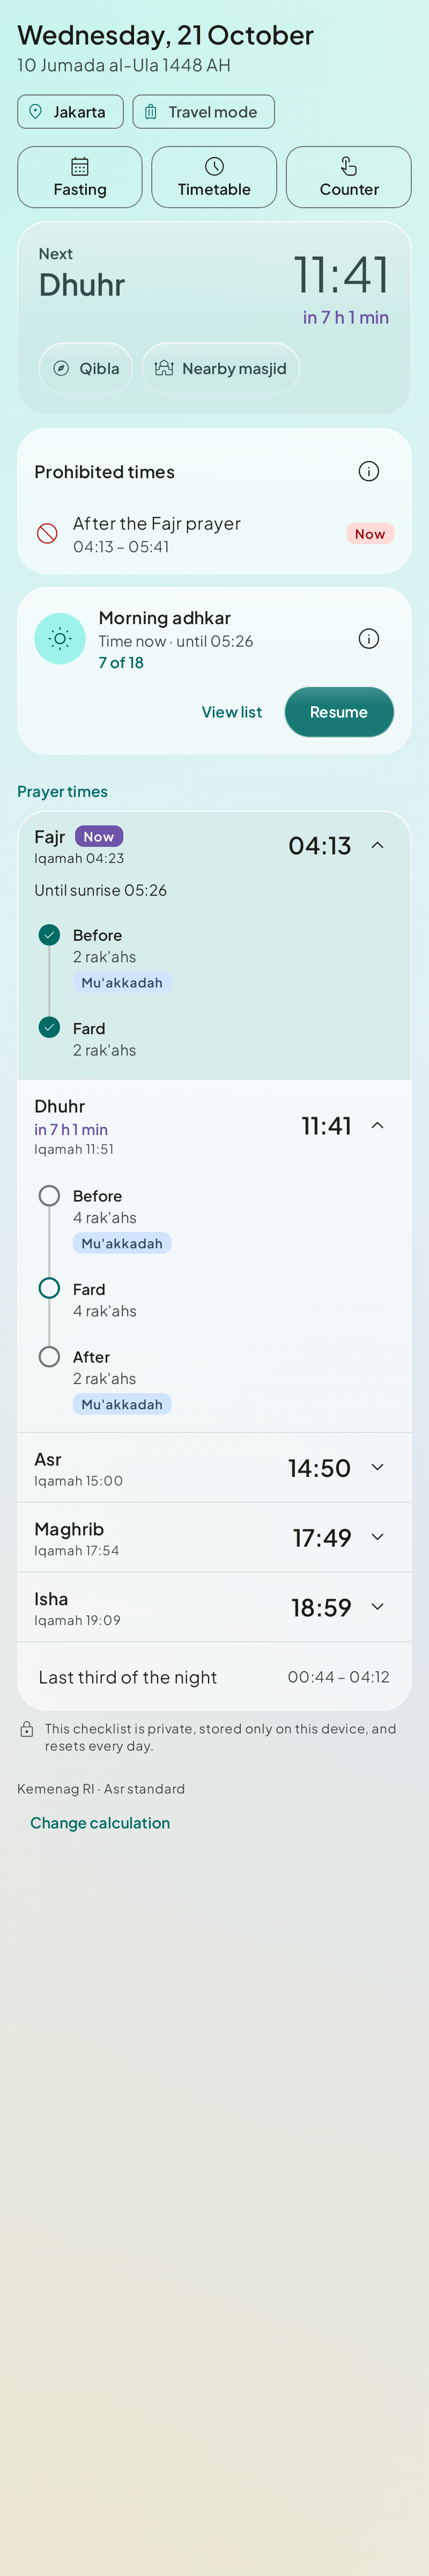 Wednesday, 21 October
10 Jumada al-Ula 1448 AH
Jakarta
Travel mode
Fasting
Timetable
Counter
Next
Dhuhr
11:41
in 7 h 1 min
Qibla
Nearby masjid
Prohibited times
After the Fajr prayer
04:13 – 05:41
Now
Morning adhkar
Time now · until 05:26
7 of 18
View list
Resume
Prayer times
Fajr
Now
Iqamah 04:23
04:13
Until sunrise 05:26
Before
2 rak'ahs
Mu'akkadah
Fard
2 rak'ahs
Dhuhr
in 7 h 1 min
Iqamah 11:51
11:41
Before
4 rak'ahs
Mu'akkadah
Fard
4 rak'ahs
After
2 rak'ahs
Mu'akkadah
Asr
Iqamah 15:00
14:50
Maghrib
Iqamah 17:54
17:49
Isha
Iqamah 19:09
18:59
Last third of the night
00:44 – 04:12
This checklist is private, stored only on this device, and
resets every day.
Kemenag RI · Asr standard
Change calculation